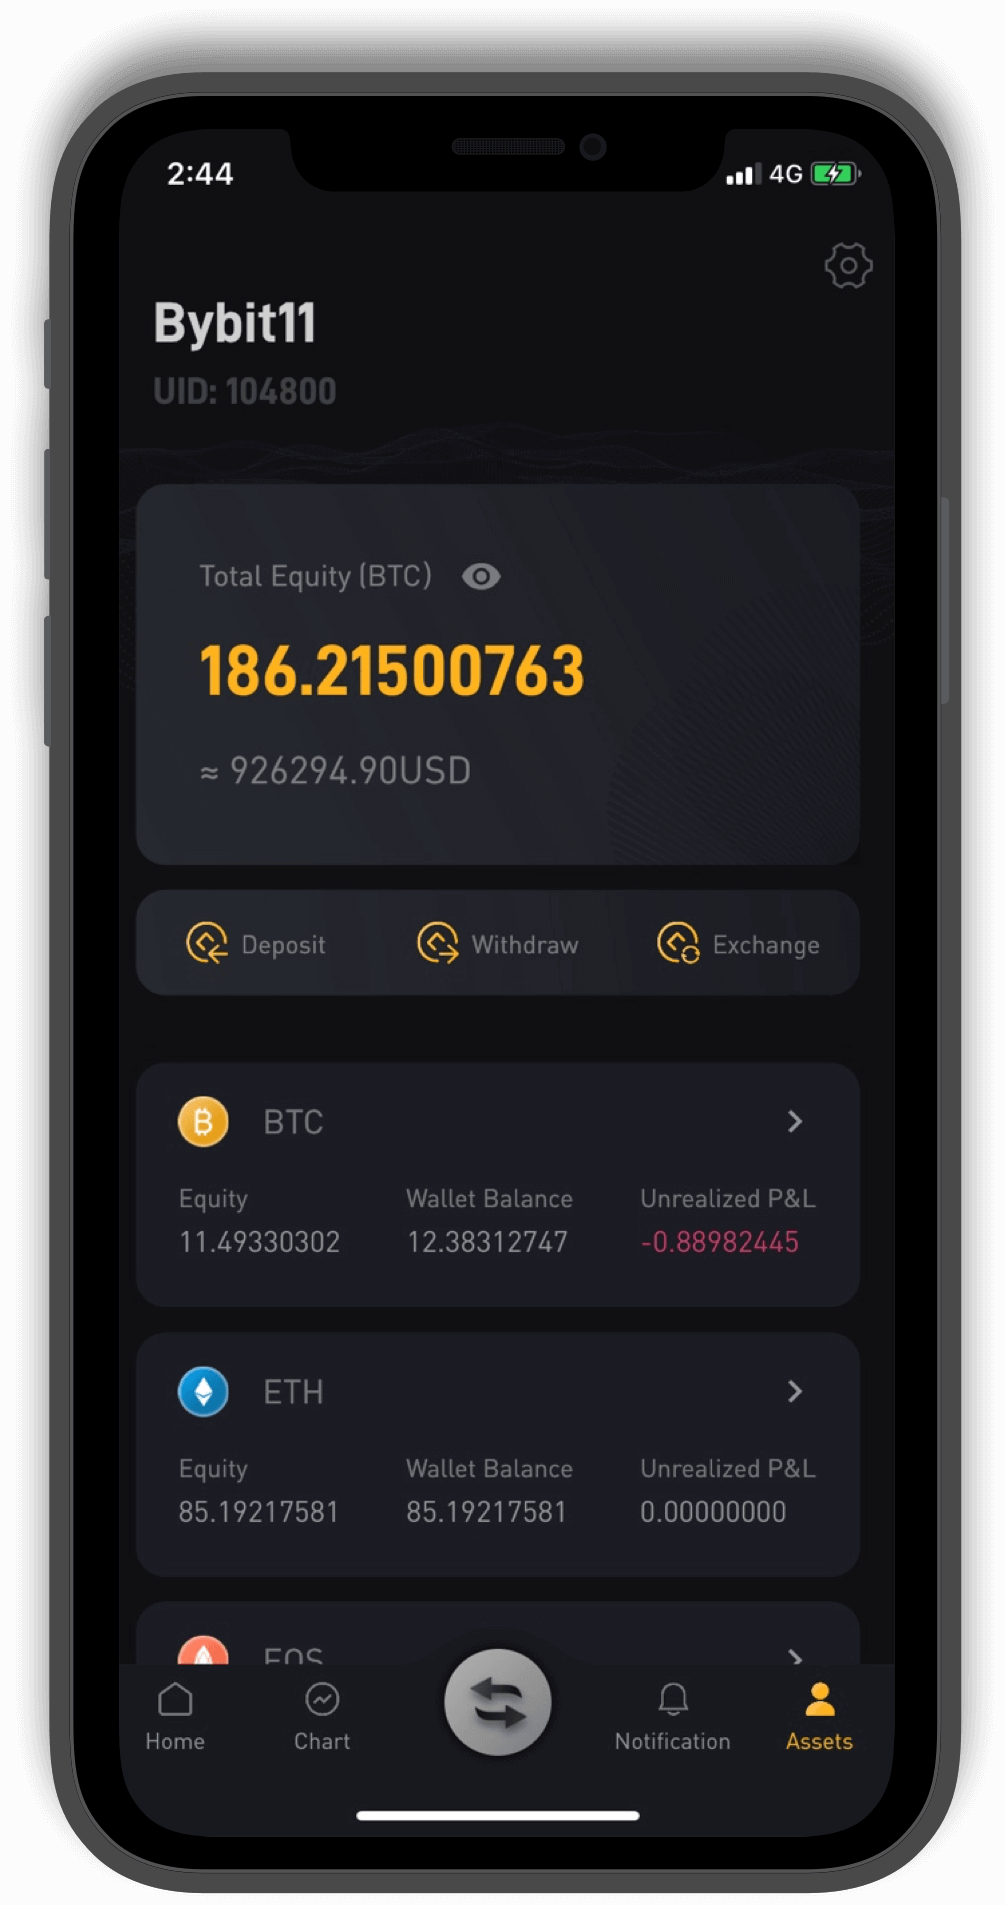 2:44 4G
Bybit11
UID: 104800
Total Equity (BTC)
186.21500763
≈ 926294.90USD
Deposit Withdraw Exchange
BTC
Equity Wallet Balance Unrealized P&L
11.49330302 12.38312747 -0.88982445
ETH
Equity Wallet Balance Unrealized P&L
85.19217581 85.19217581 0.00000000
EOS
Home Chart Notification Assets